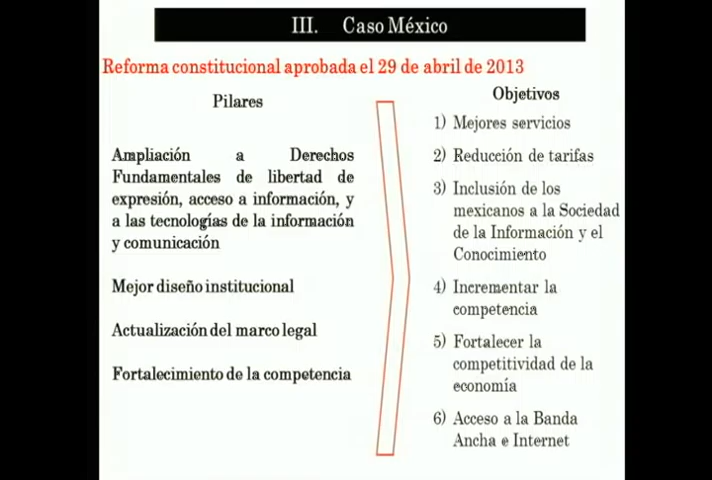 III. Caso México
Reforma constitucional aprobada el 29 de abril de 2013
Pilares
Ampliación a Derechos
Fundamentales de libertad de
expresión, acceso a información, y
a las tecnologías de la información
y comunicación
Mejor diseño institucional
Actualización del marco legal
Fortalecimiento de la competencia
Objetivos
1) Mejores servicios
2) Reducción de tarifas
3) Inclusión de los
mexicanos a la Sociedad
de la Información y el
Conocimiento
4) Incrementar la
competencia
5) Fortalecer la
competitividad de la
economía
6) Acceso a la Banda
Ancha e Internet